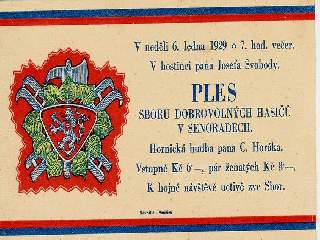 V neděli 6. ledna 1929 o 7. hod. večer.
V hostinci pana Josefa Svobody.
PLES
SBORU DOBROVOLNÝCH HASIČŮ
V SENORADECH.
Hornická hudba pana C. Horáka.
Vstupné Kč 6·—, pár ženatých Kč 8·—,
K hojné návštěvě uctivě zve Sbor.